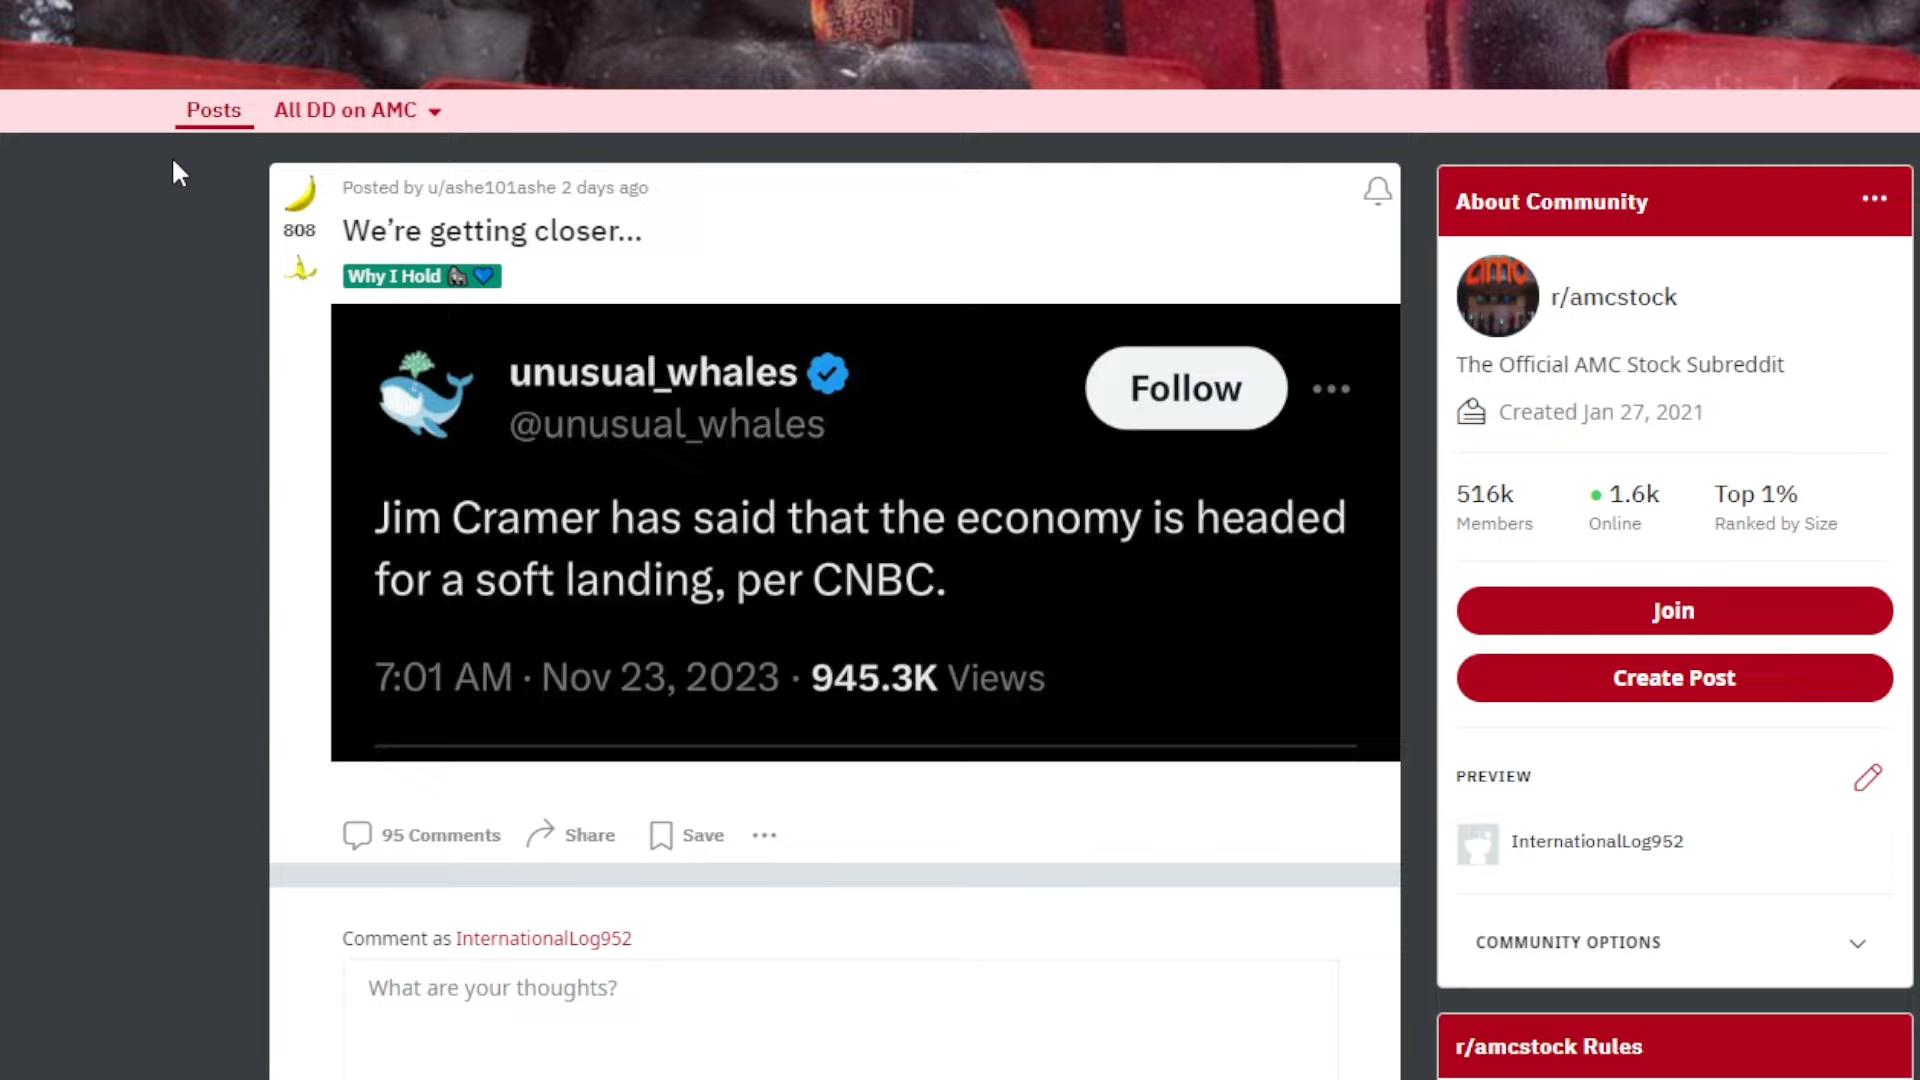 Posts
All DD on AMC
Posted by u/ashe101ashe 2 days ago
808
We’re getting closer...
Why I Hold 🦍💙
unusual_whales
@unusual_whales
Follow
Jim Cramer has said that the economy is headed
for a soft landing, per CNBC.
7:01 AM · Nov 23, 2023 · 945.3K Views
95 Comments
Share
Save
Comment as InternationalLog952
What are your thoughts?
About Community
amc
r/amcstock
The Official AMC Stock Subreddit
Created Jan 27, 2021
516k
Members
1.6k
Online
Top 1%
Ranked by Size
Join
Create Post
PREVIEW
InternationalLog952
COMMUNITY OPTIONS
r/amcstock Rules